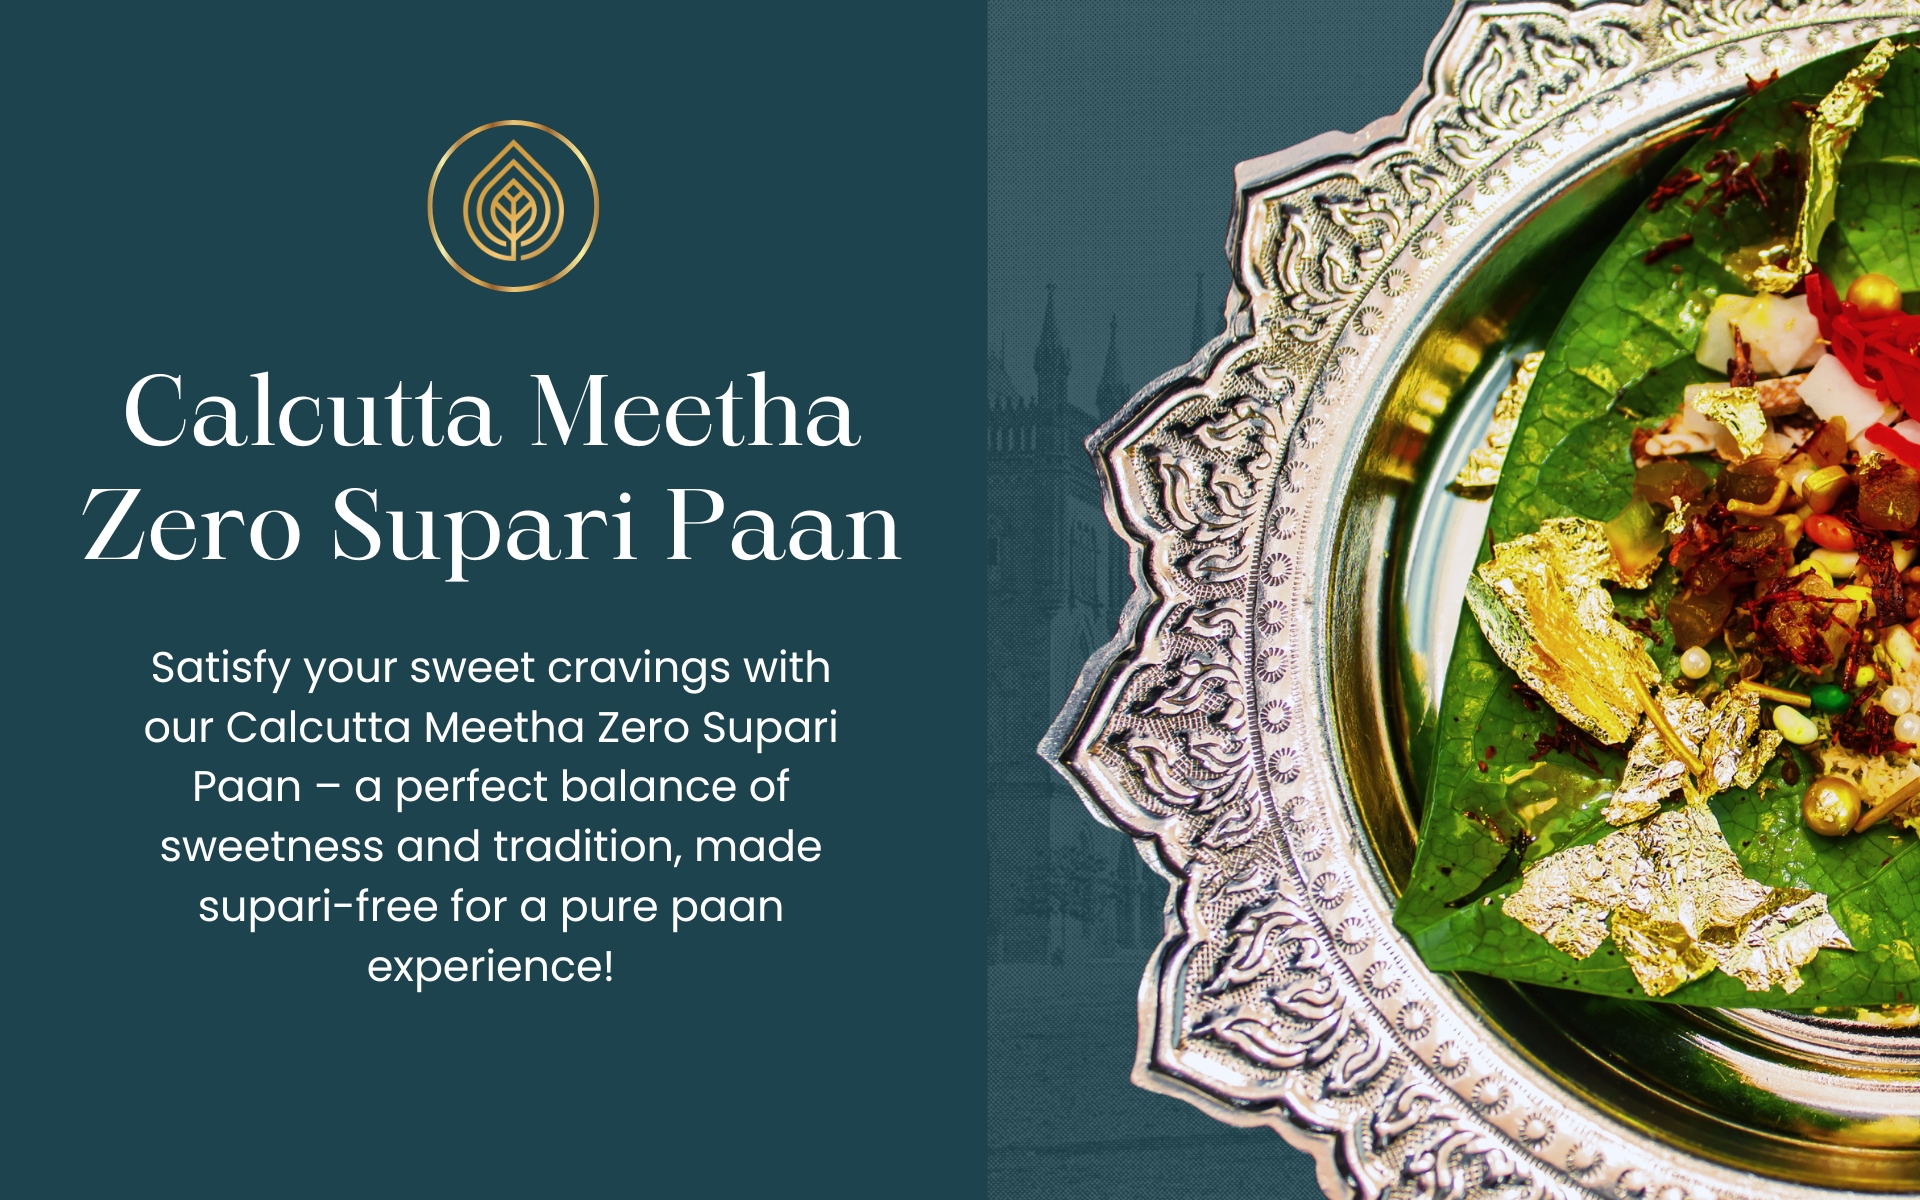 Calcutta Meetha
Zero Supari Paan
Satisfy your sweet cravings with
our Calcutta Meetha Zero Supari
Paan – a perfect balance of
sweetness and tradition, made
supari-free for a pure paan
experience!